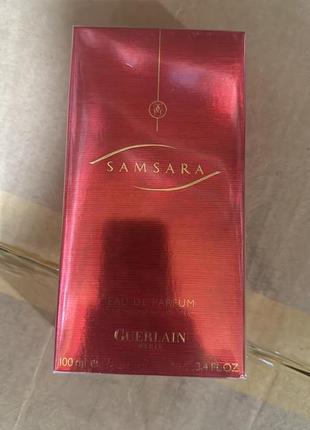 SAMSARA
EAU DE PARFUM
GUERLAIN
PARIS
100 ml 3.4 FL.OZ